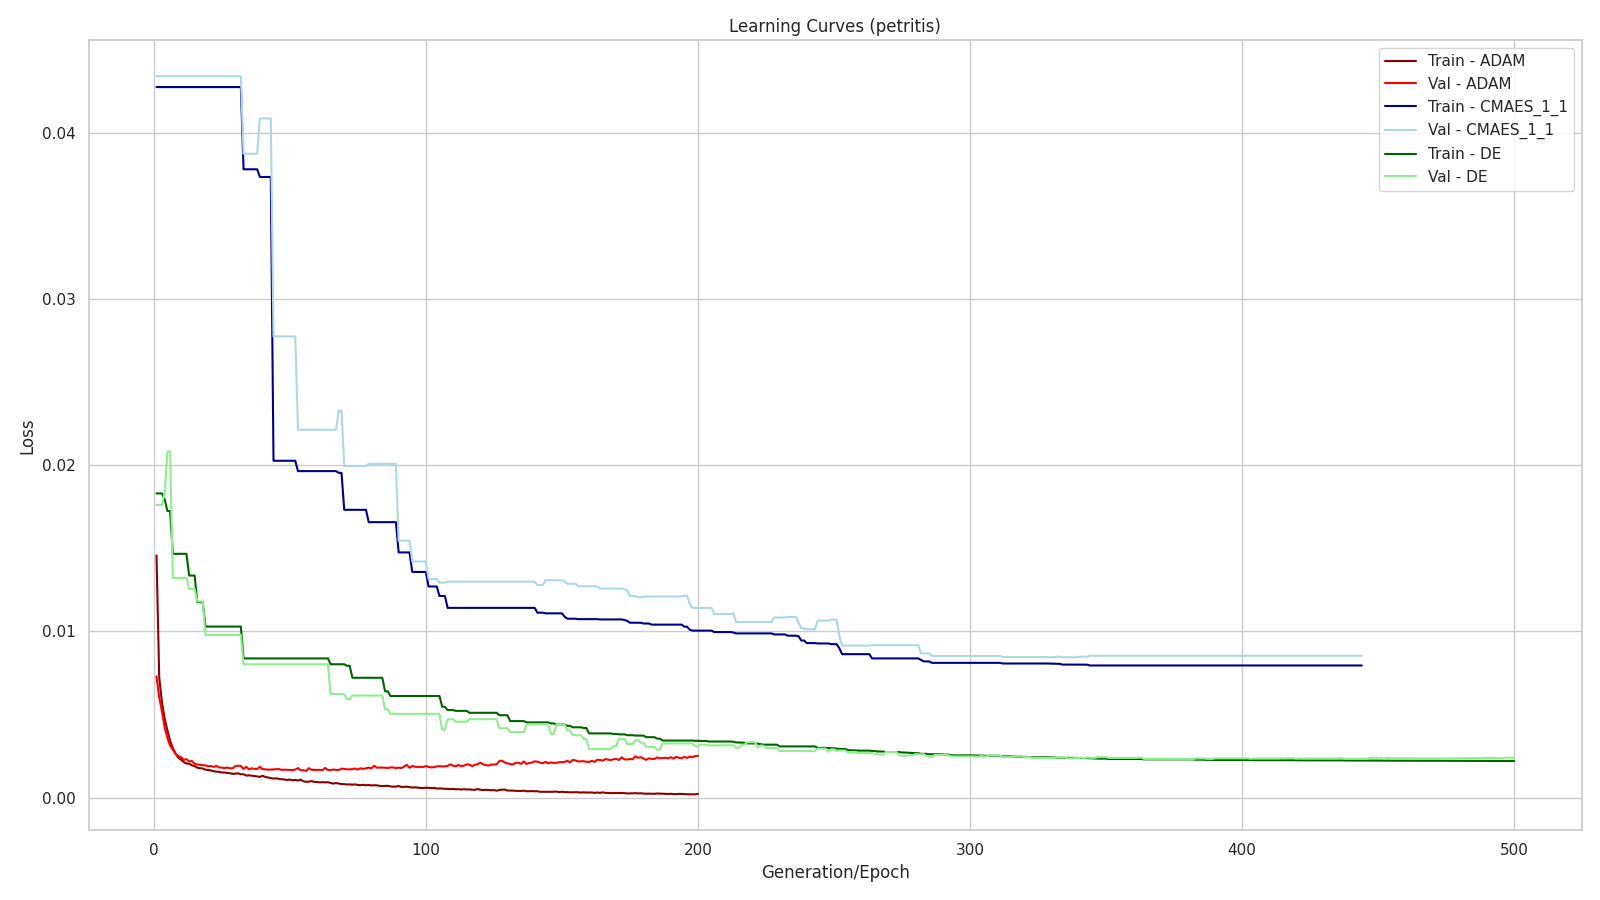 Learning Curves (petritis)
Train - ADAM
Val - ADAM
Train - CMAES_1_1
Val - CMAES_1_1
Train - DE
Val - DE
0.04
0.03
0.02
0.01
0.00
Loss
0 100 200 300 400 500
Generation/Epoch